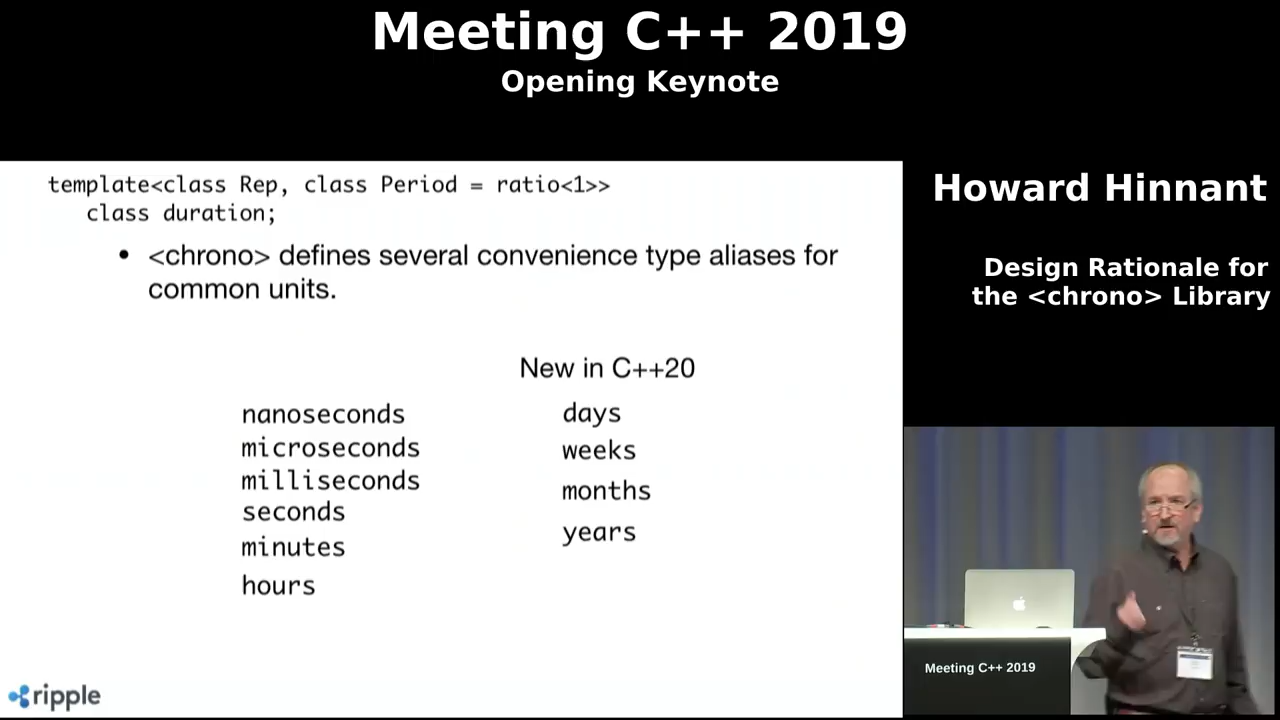 Meeting C++ 2019
Opening Keynote
template<class Rep, class Period = ratio<1>>
class duration;
• <chrono> defines several convenience type aliases for
common units.
New in C++20
nanoseconds
microseconds
milliseconds
seconds
minutes
hours
days
weeks
months
years
ripple
Howard Hinnant
Design Rationale for
the <chrono> Library
Meeting C++ 2019